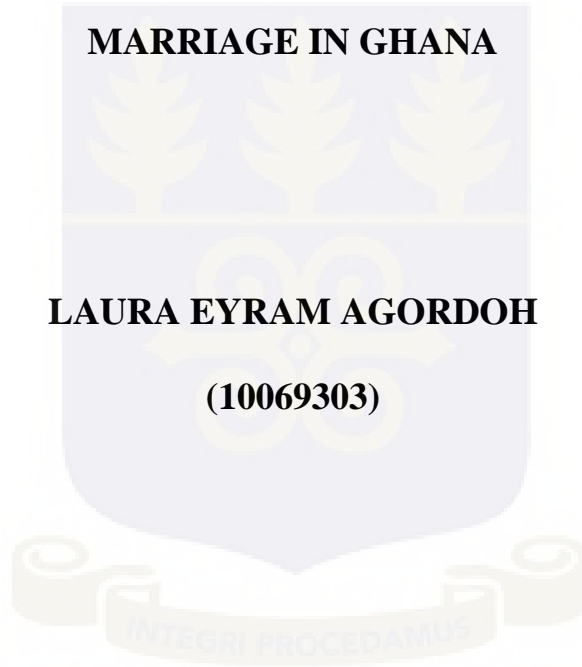 MARRIAGE IN GHANA
LAURA EYRAM AGORDOH
(10069303)
INTEGRI PROCEDAMUS